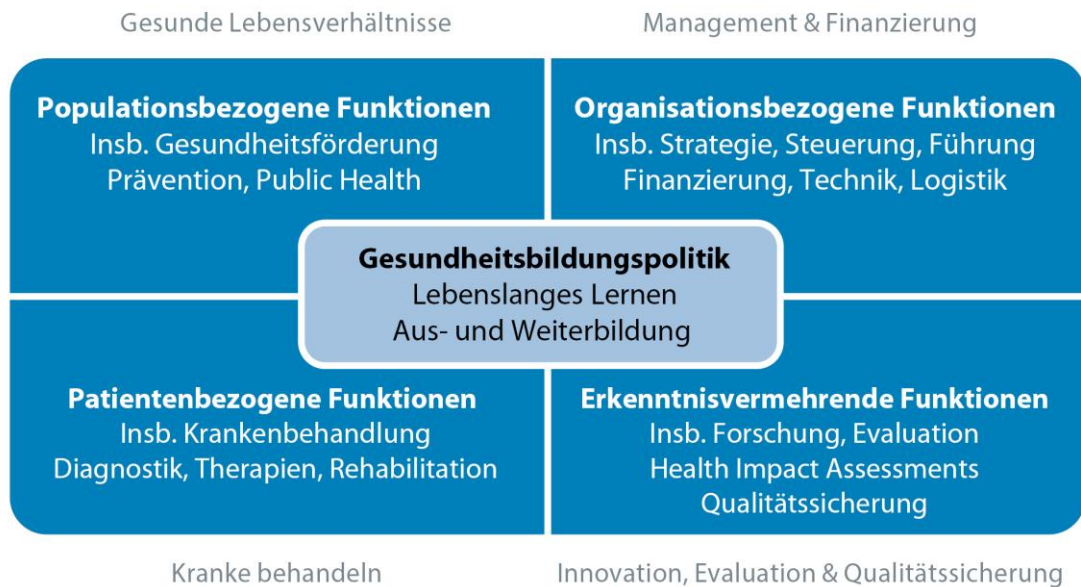 Gesunde Lebensverhältnisse
Management & Finanzierung
Populationsbezogene Funktionen
Insb. Gesundheitsförderung
Prävention, Public Health
Organisationsbezogene Funktionen
Insb. Strategie, Steuerung, Führung
Finanzierung, Technik, Logistik
Gesundheitsbildungspolitik
Lebenslanges Lernen
Aus- und Weiterbildung
Patientenbezogene Funktionen
Insb. Krankenbehandlung
Diagnostik, Therapien, Rehabilitation
Erkenntnisvermehrende Funktionen
Insb. Forschung, Evaluation
Health Impact Assessments
Qualitätssicherung
Kranke behandeln
Innovation, Evaluation & Qualitätssicherung